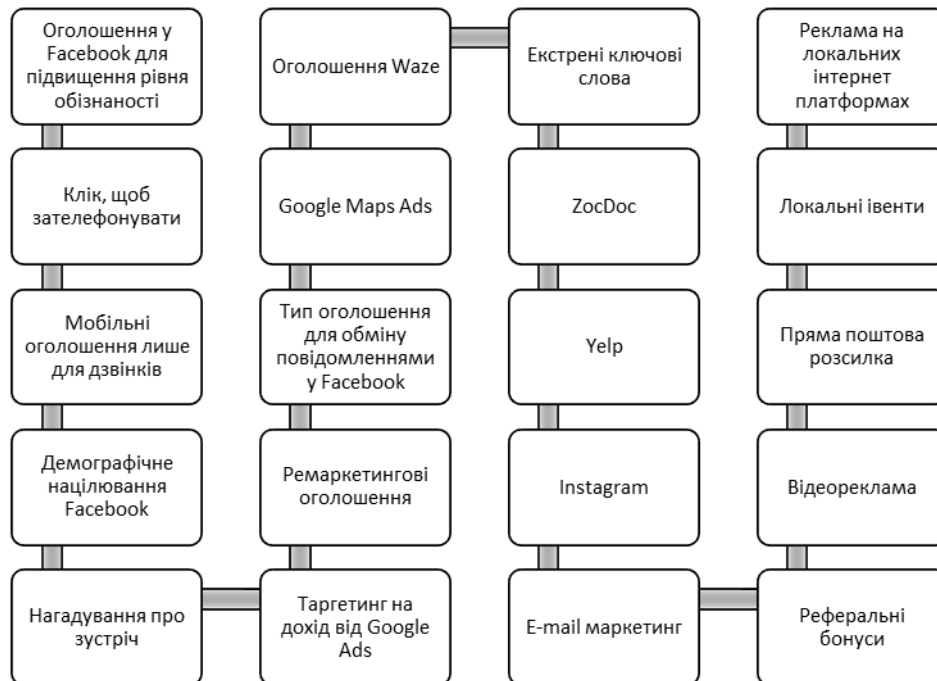 Оголошення у
Facebook для
підвищення рівня
обізнаності
Клік, щоб
зателефонувати
Мобільні
оголошення лише
для дзвінків
Демографічне
націлювання
Facebook
Нагадування про
зустріч
Таргетинг на
дохід від Google
Ads
Ремаркетингові
оголошення
Тип оголошення
для обміну
повідомленнями
у Facebook
Google Maps Ads
Оголошення Waze
Екстрені ключові
слова
ZocDoc
Yelp
Instagram
E-mail маркетинг
Реферальні
бонуси
Відеореклама
Пряма поштова
розсилка
Локальні івенти
Реклама на
локальних
інтернет
платформах